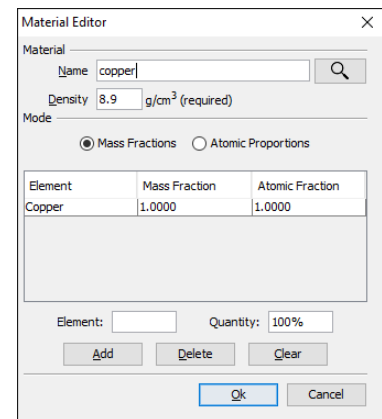 Material Editor
Material
Name copper
Density 8.9 g/cm³ (required)
Mode
Mass Fractions Atomic Proportions
Element Mass Fraction Atomic Fraction
Copper 1.0000 1.0000
Element: Quantity: 100%
Add Delete Clear
Ok Cancel